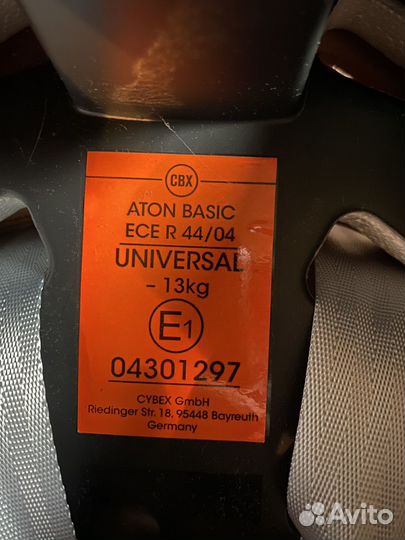 CBX
ATON BASIC
ECE R 44/04
UNIVERSAL
- 13kg
E1
04301297
CYBEX GmbH
Riedinger Str. 18, 95448 Bayreuth
Germany
Avito